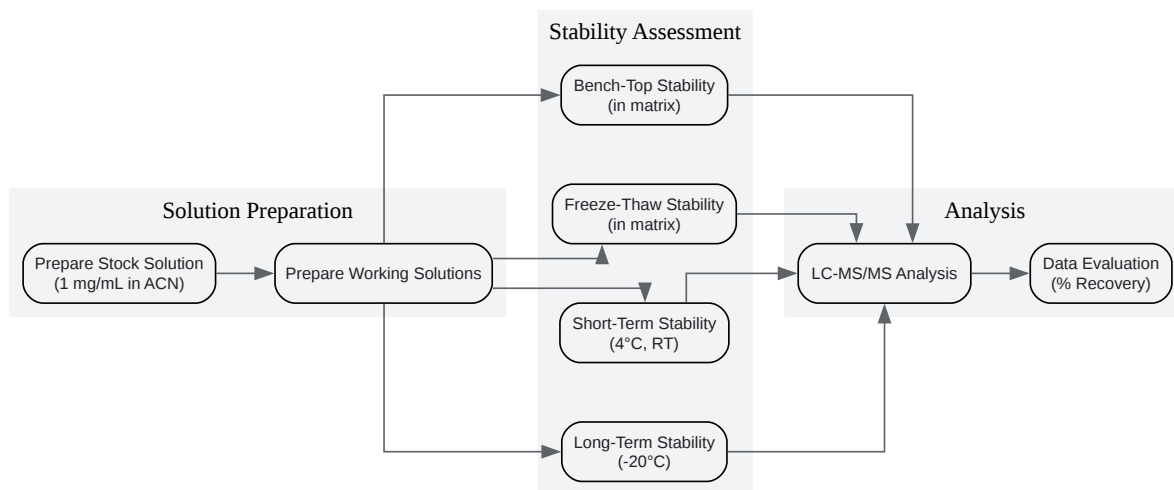 Stability Assessment
Bench-Top Stability
(in matrix)
Solution Preparation
Freeze-Thaw Stability
(in matrix)
Analysis
Prepare Stock Solution
(1 mg/mL in ACN)
Prepare Working Solutions
LC-MS/MS Analysis
Data Evaluation
(% Recovery)
Short-Term Stability
(4°C, RT)
Long-Term Stability
(-20°C)